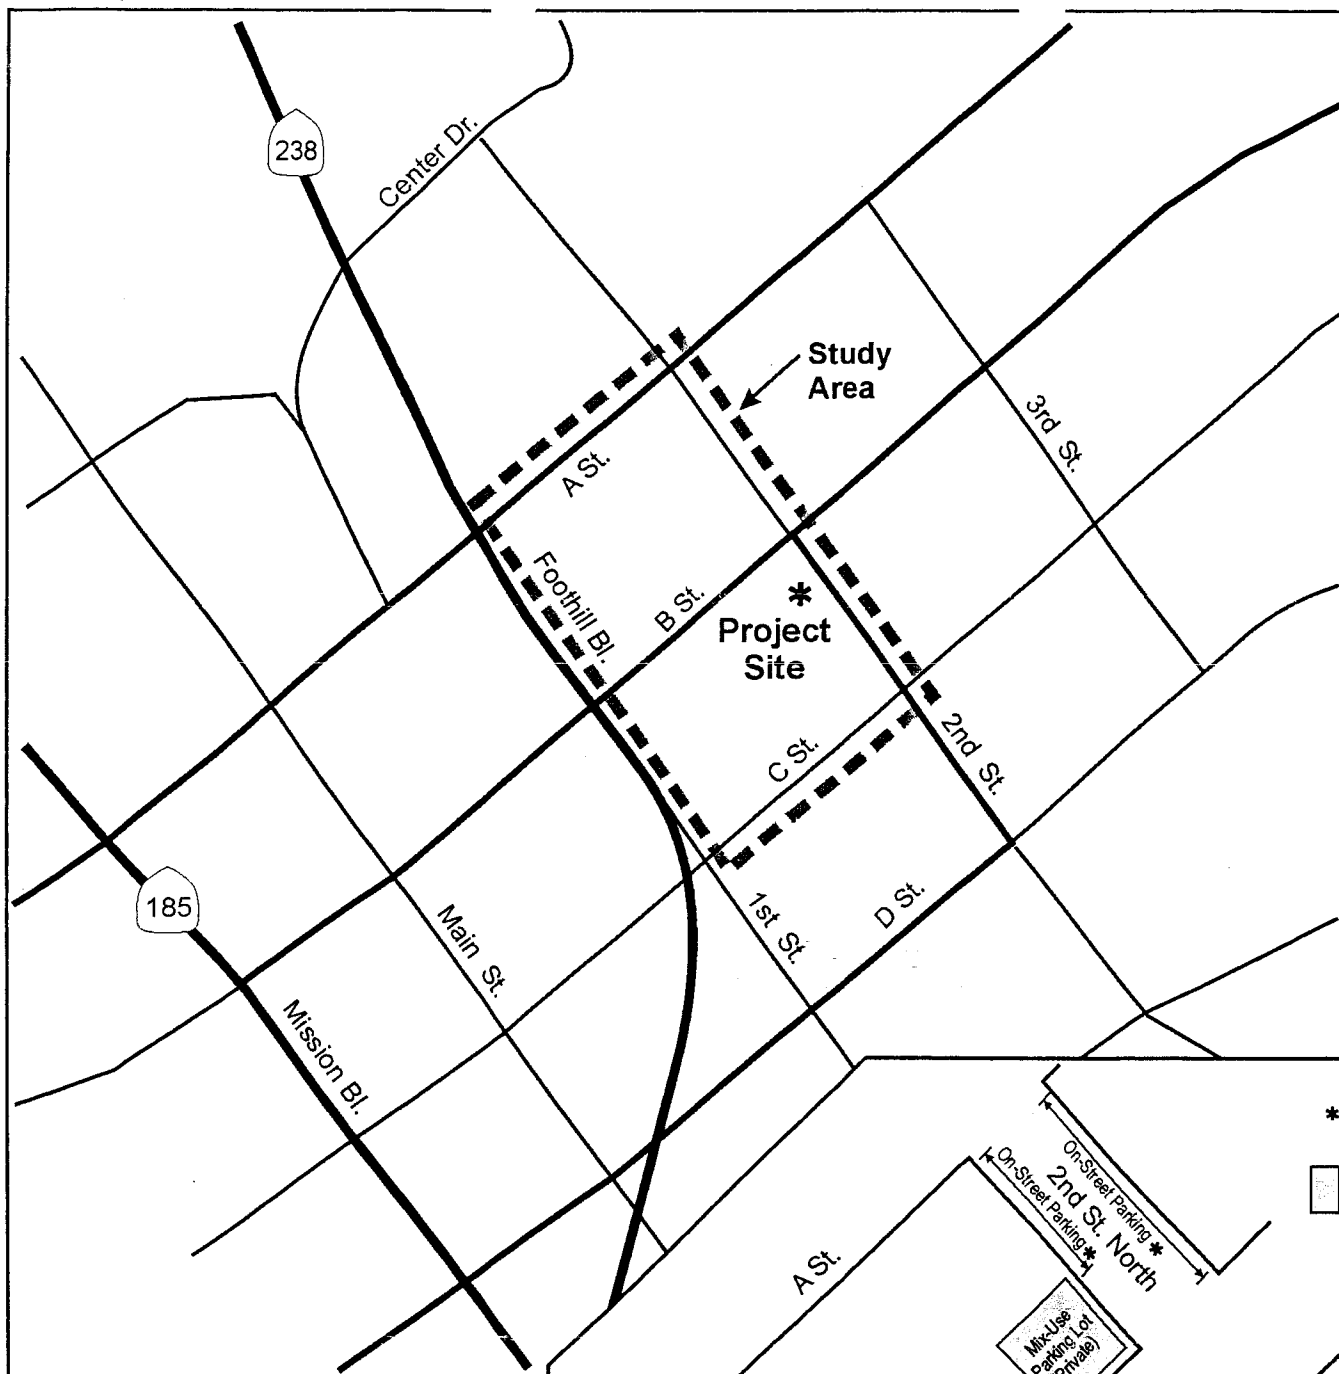 238
Center Dr.
Study
Area
3rd St.
A St.
Foothill Bl.
B St.
*
Project
Site
2nd St.
C St.
185
Main St.
1st St.
D St.
Mission Bl.
*
On-Street Parking *
2nd St. North
On-Street Parking *
A St.
Mix-Use
Parking Lot
(Private)